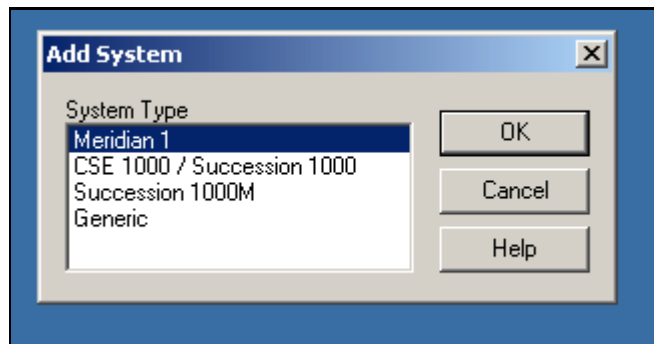 Add System
System Type
Meridian 1
CSE 1000 / Succession 1000
Succession 1000M
Generic
OK
Cancel
Help